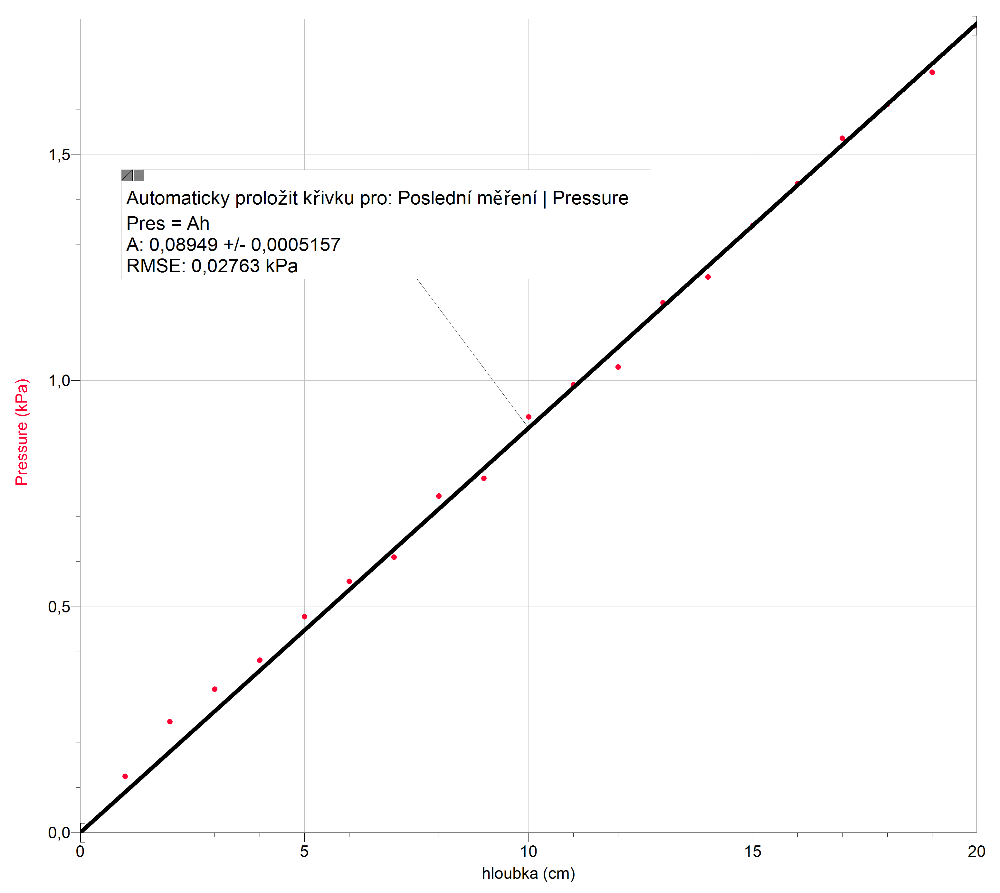 1,5
Automaticky proložit křivku pro: Poslední měření | Pressure
Pres = Ah
A: 0,08949 +/- 0,0005157
RMSE: 0,02763 kPa
1,0
Pressure (kPa)
0,5
0,0
0 5 10 15 20
hloubka (cm)